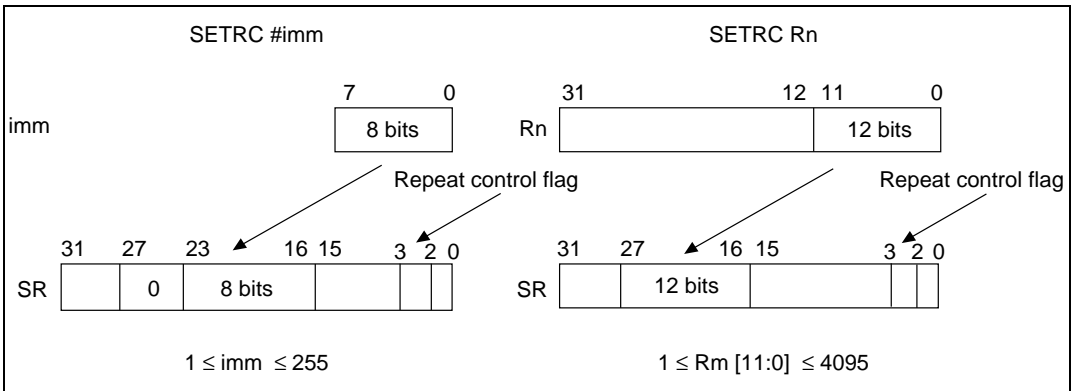 SETRC #imm
SETRC Rn
7 0
imm
8 bits
31 12 11 0
Rn
12 bits
Repeat control flag
Repeat control flag
31 27 23 16 15 3 2 0
SR
0
8 bits
31 27 16 15 3 2 0
SR
12 bits
1 ≤ imm ≤ 255
1 ≤ Rm [11:0] ≤ 4095